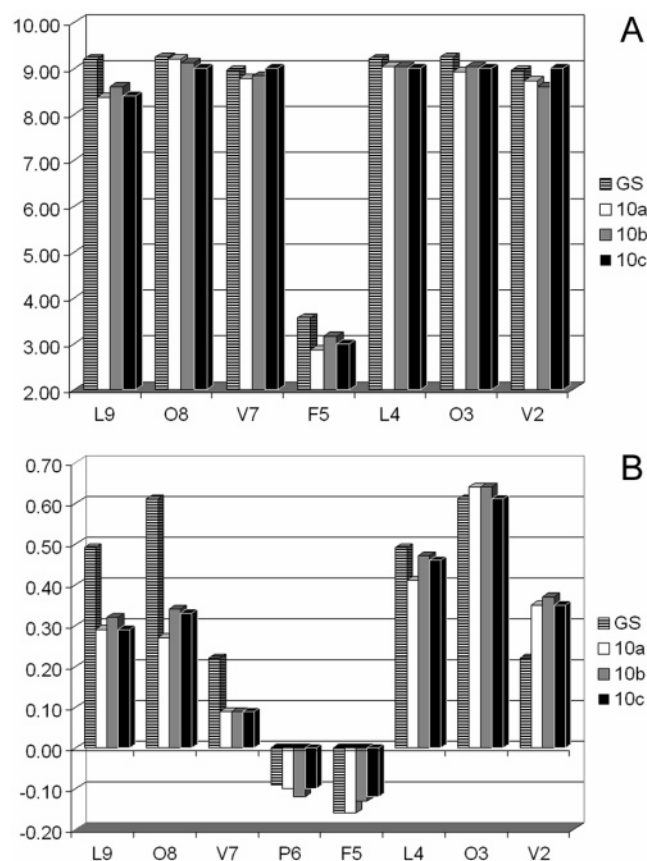 A
10.00
9.00
8.00
7.00
6.00
5.00
4.00
3.00
2.00
L9 O8 V7 F5 L4 O3 V2
GS
10a
10b
10c
B
0.70
0.60
0.50
0.40
0.30
0.20
0.10
0.00
-0.10
-0.20
L9 O8 V7 P6 F5 L4 O3 V2
GS
10a
10b
10c